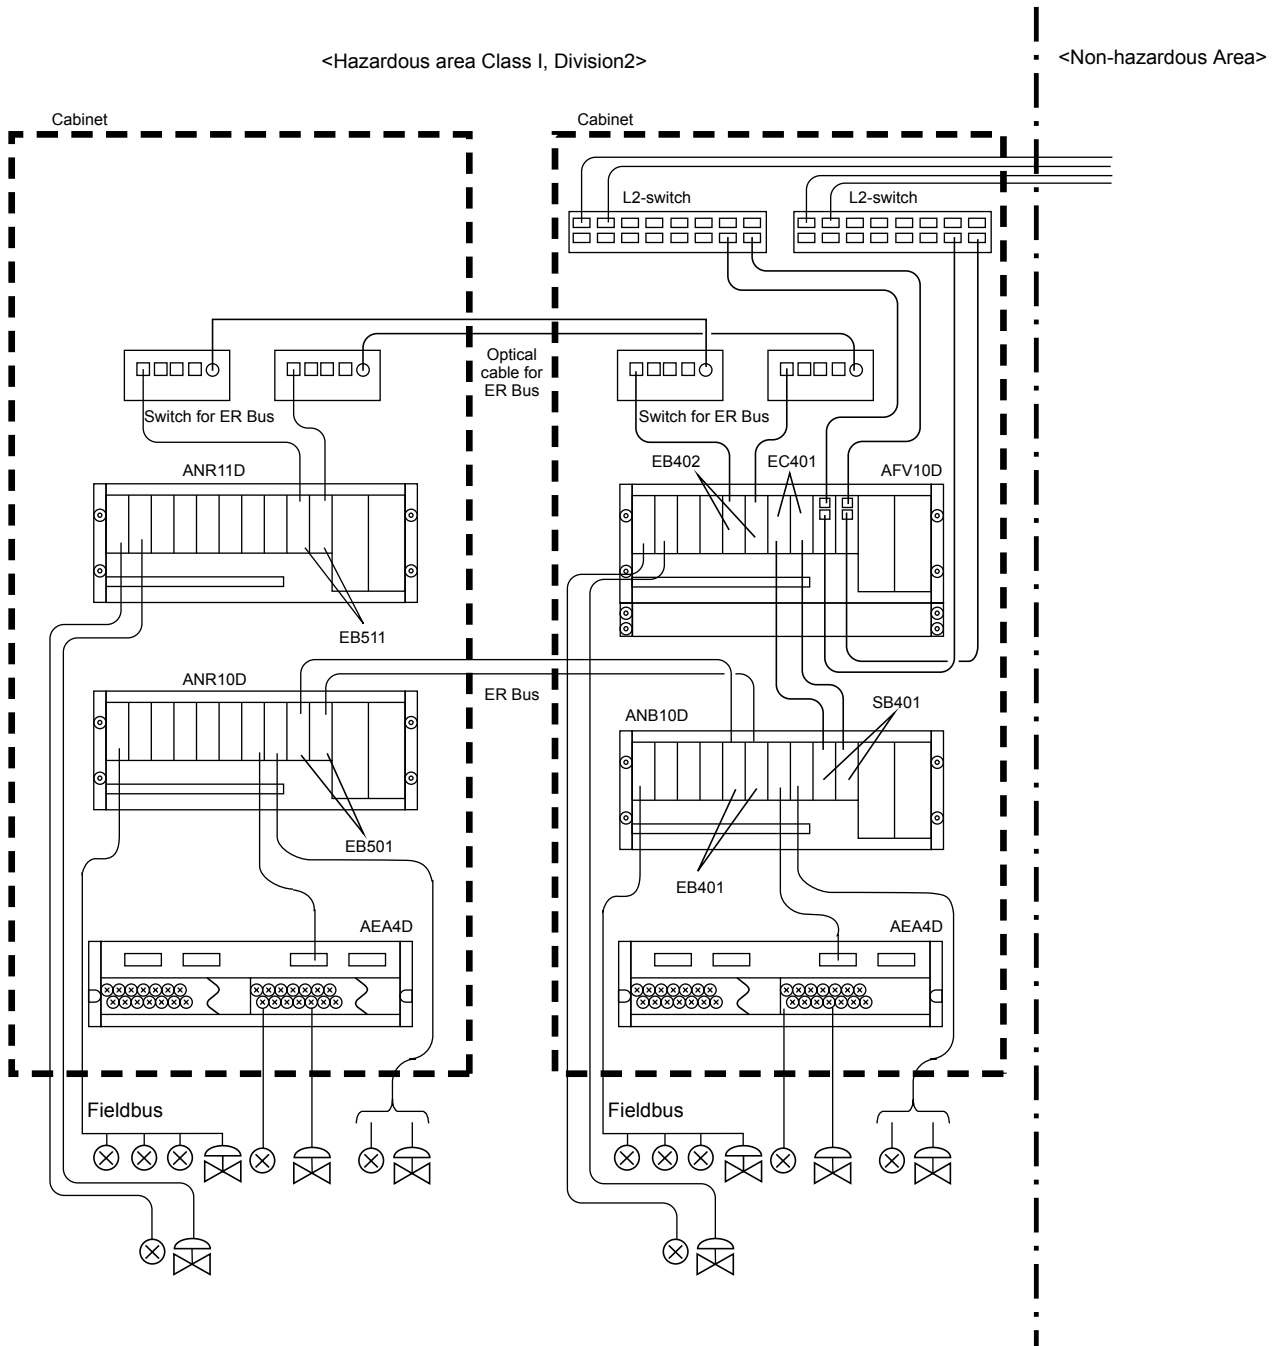 <Hazardous area Class I, Division2>
<Non-hazardous Area>
Cabinet
Cabinet
L2-switch
L2-switch
Optical
cable for
ER Bus
Switch for ER Bus
Switch for ER Bus
ANR11D
EB402
EC401
AFV10D
EB511
ANR10D
ER Bus
SB401
ANB10D
EB501
EB401
AEA4D
AEA4D
Fieldbus
Fieldbus